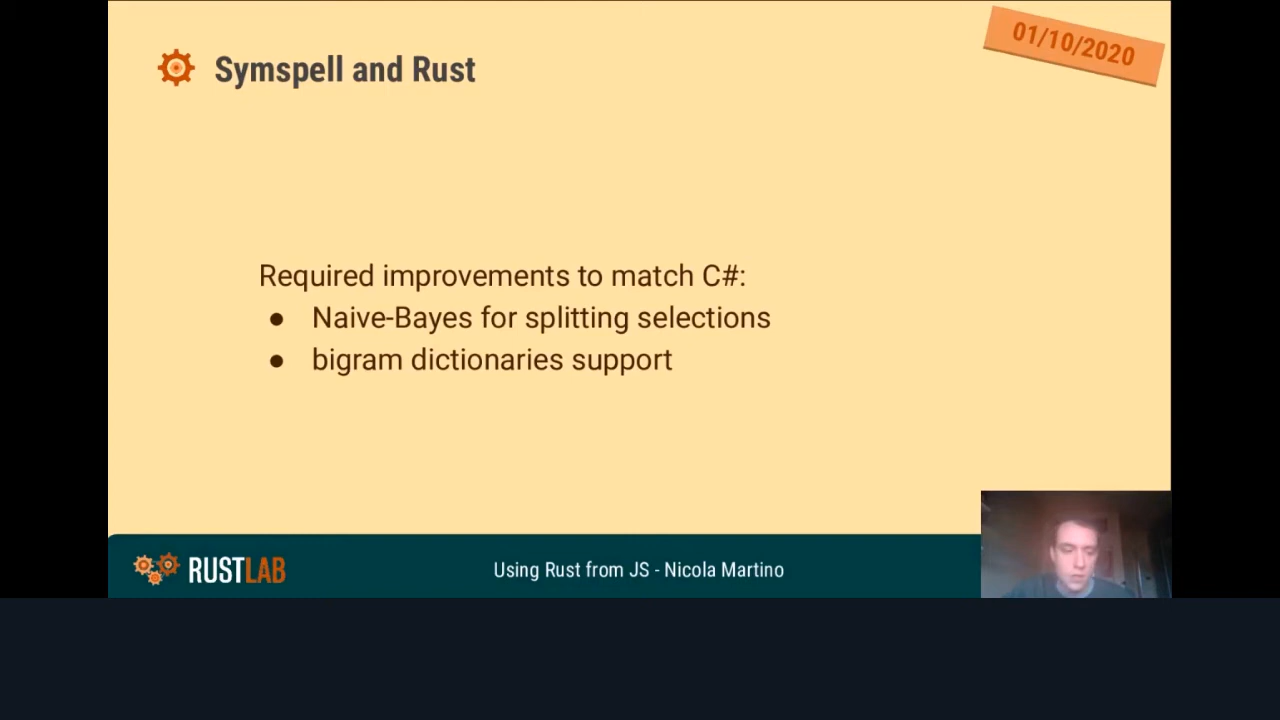 01/10/2020
Symspell and Rust
Required improvements to match C#:
● Naive-Bayes for splitting selections
● bigram dictionaries support
RUSTLAB
Using Rust from JS - Nicola Martino